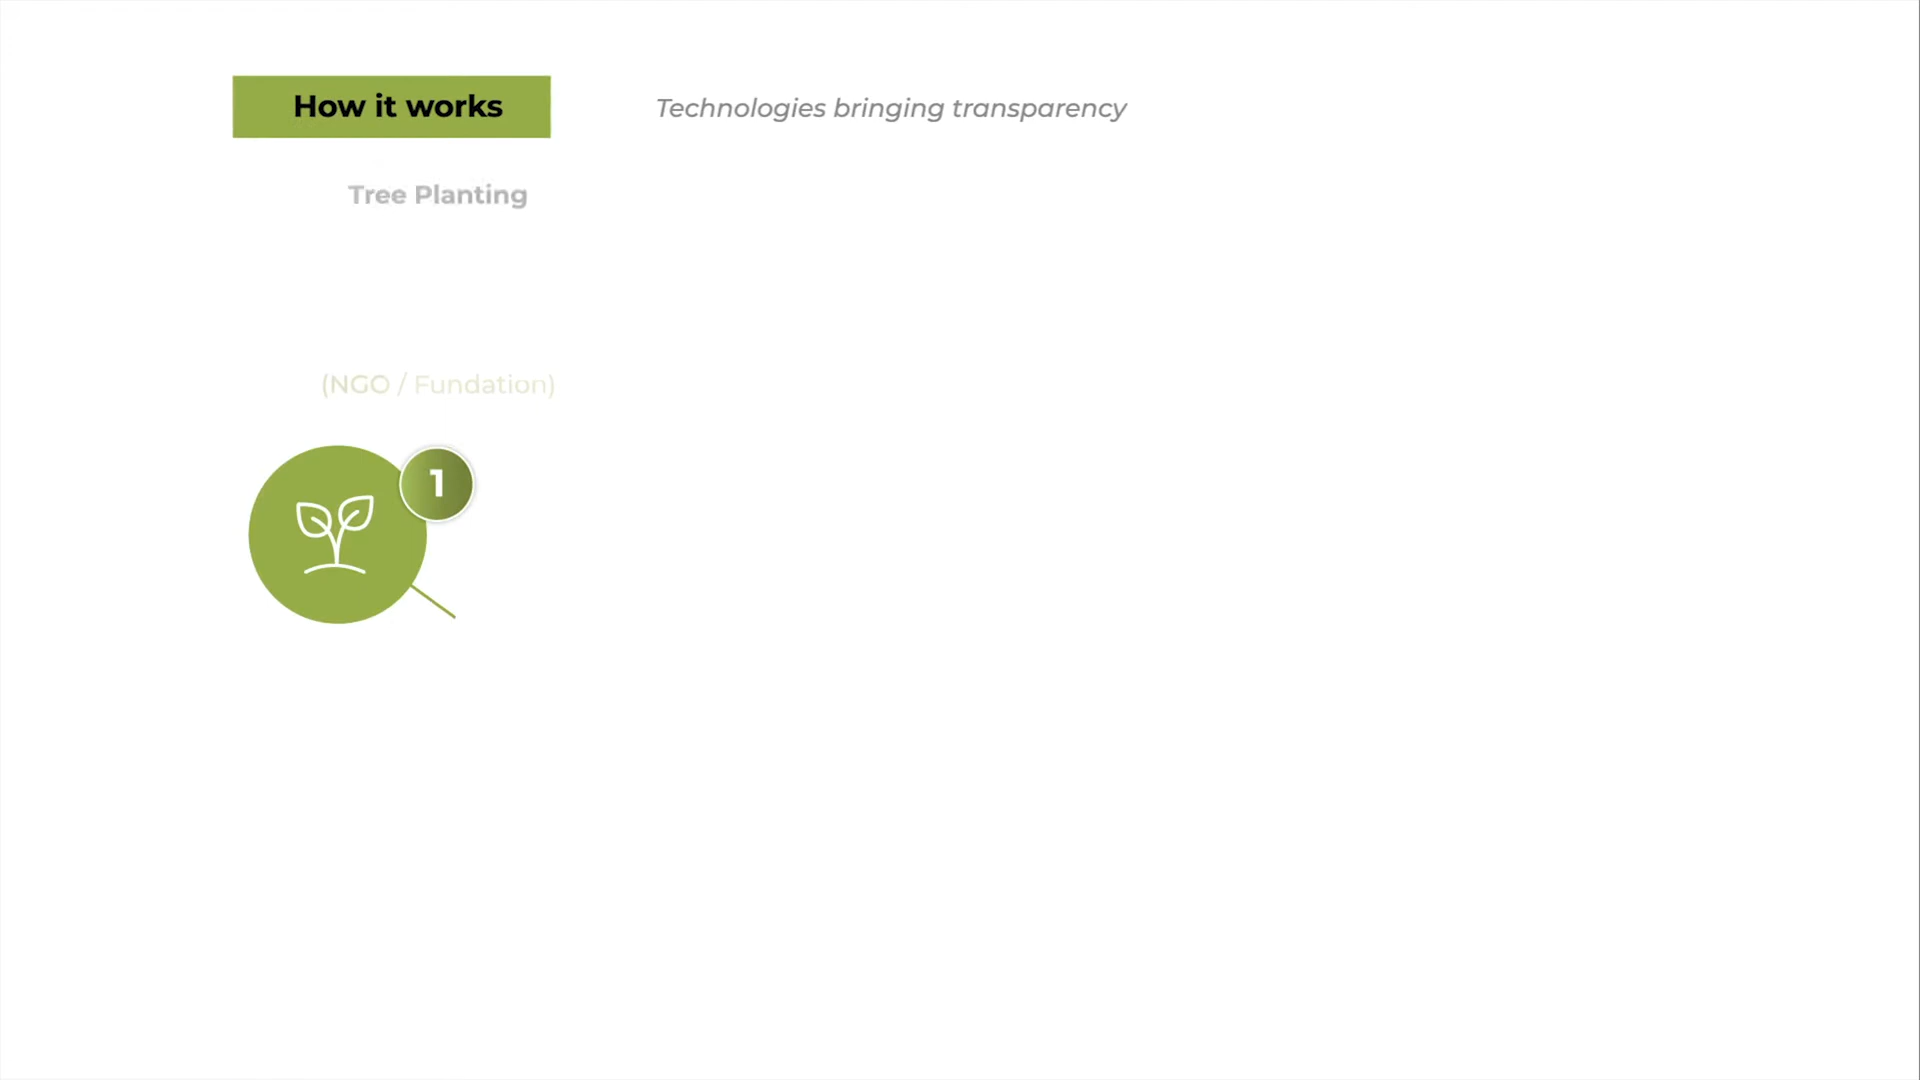 How it works
Technologies bringing transparency
Tree Planting
(NGO / Fundation)
1